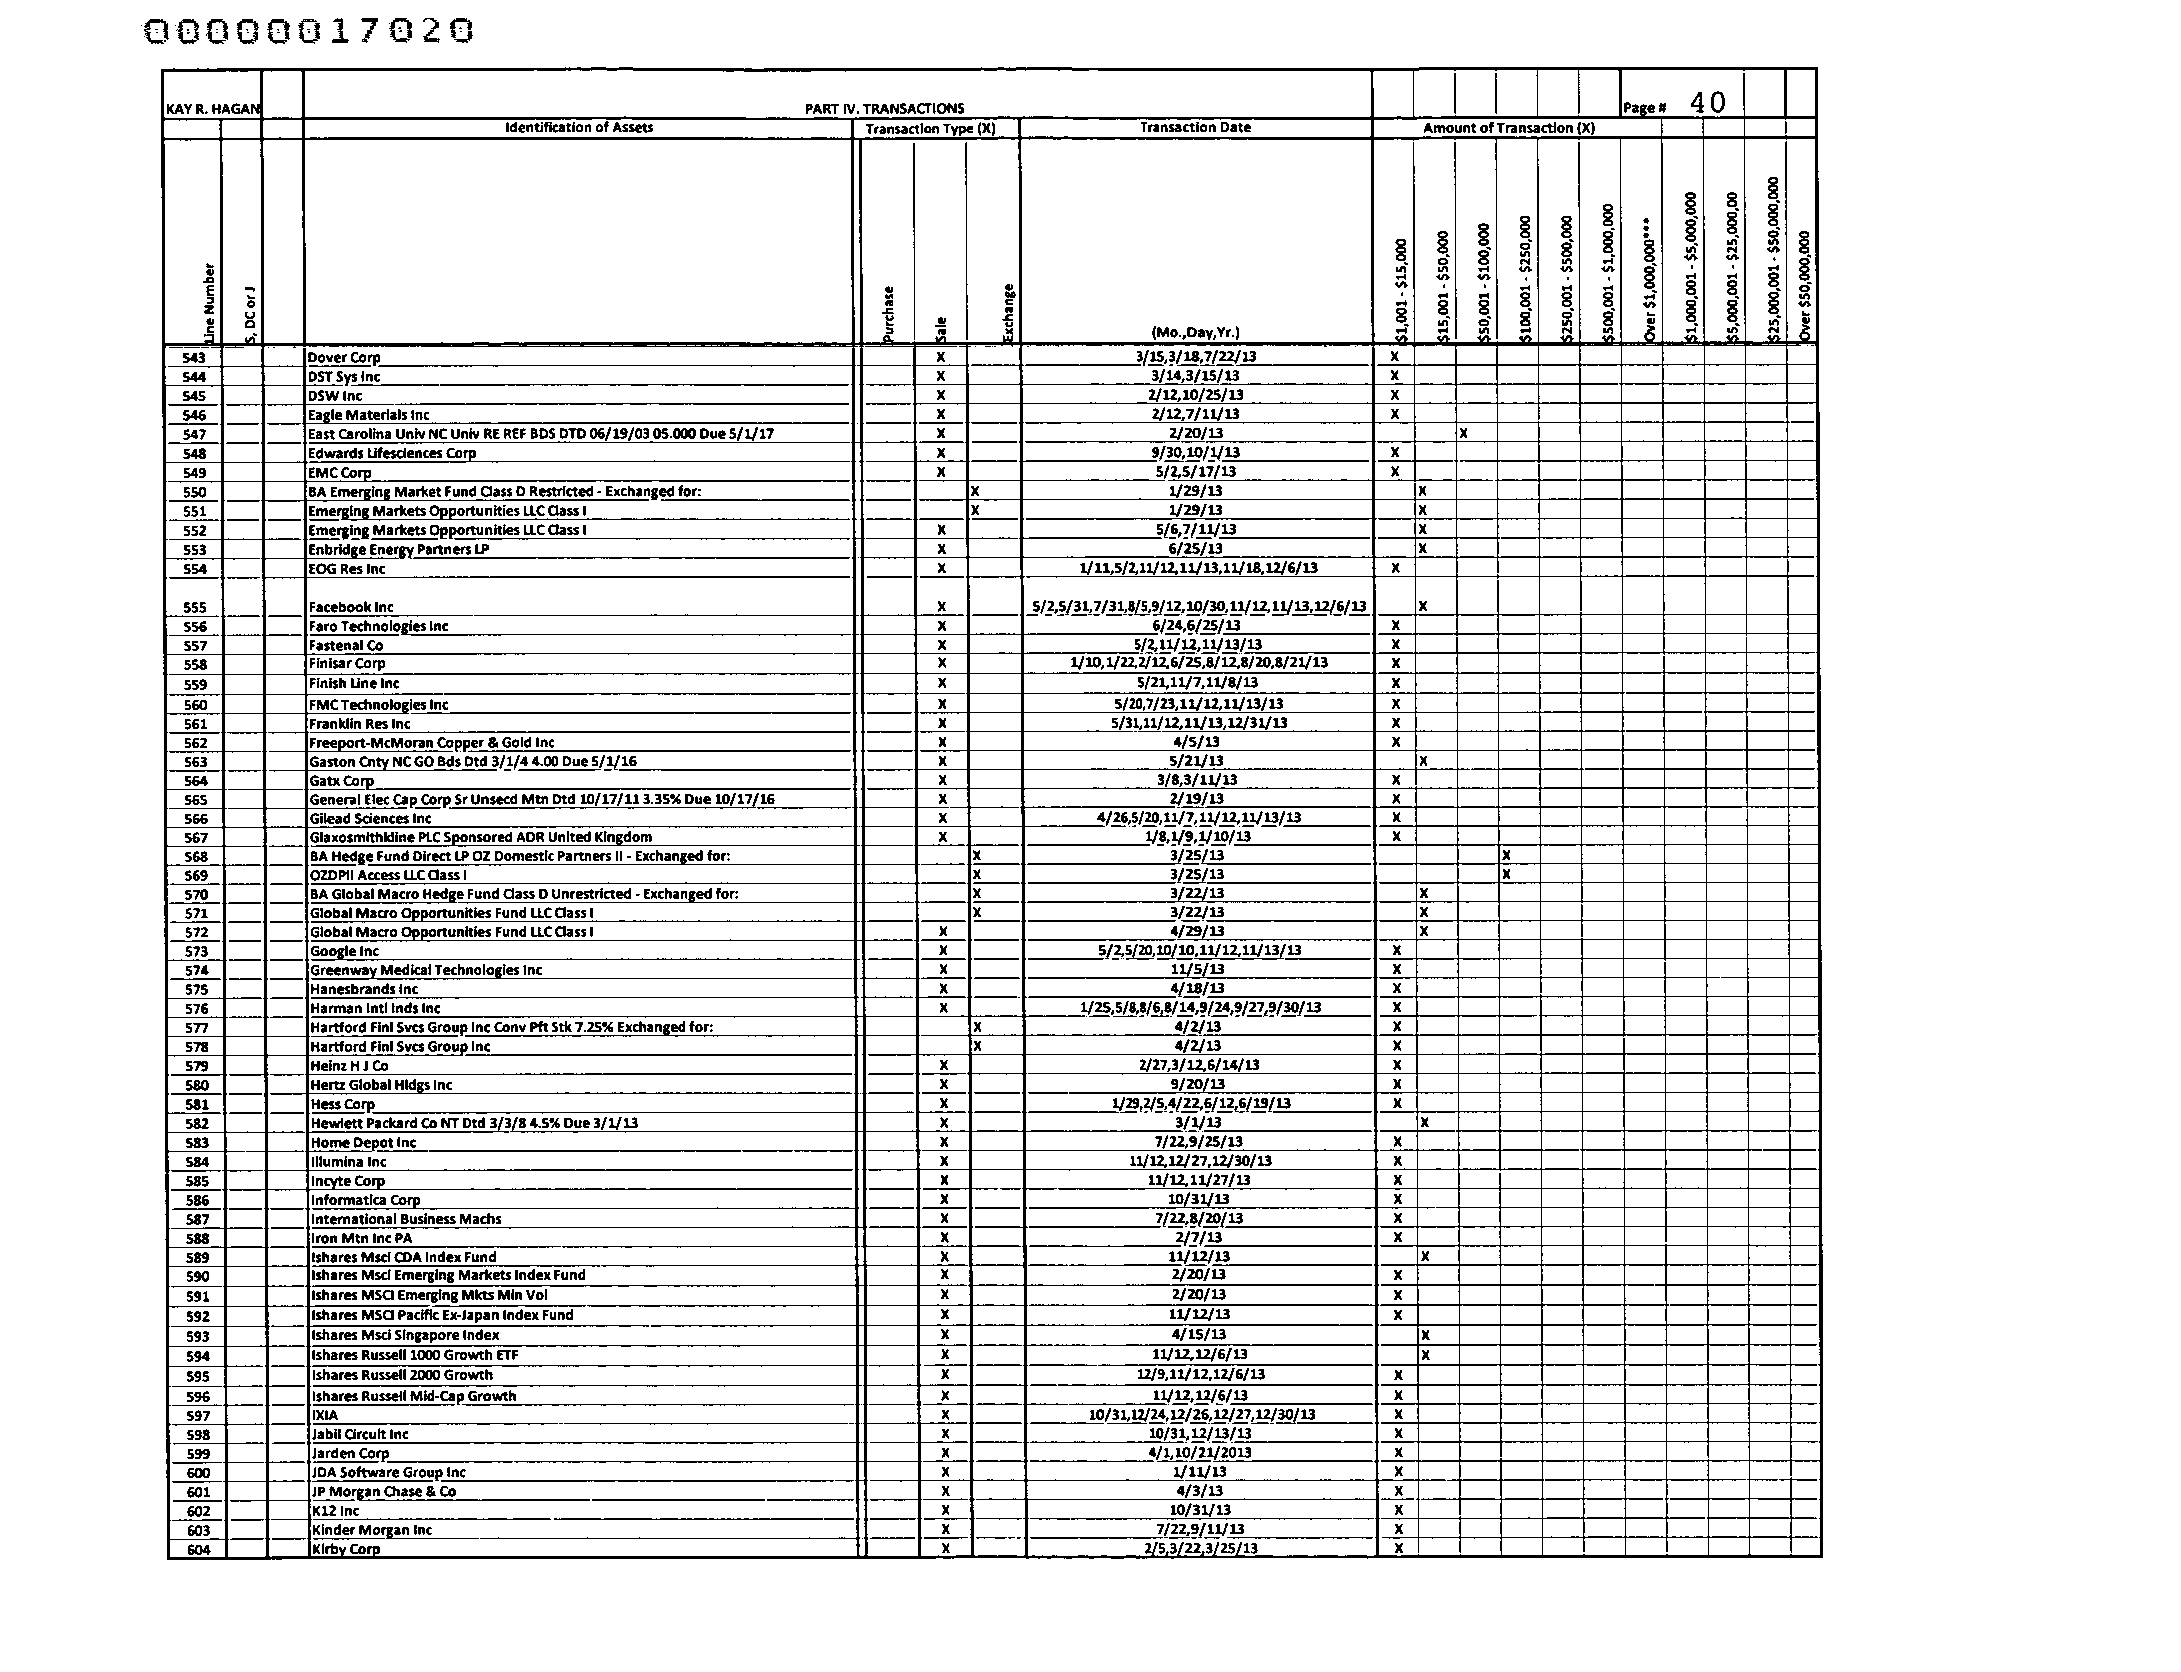 00000017020
KAY R. HAGAN PART IV. TRANSACTIONS Page # 40
Identification of Assets Transaction Type (X) Transaction Date Amount of Transaction (X)
Line Number S, DC or J Purchase Sale Exchange (Mo.,Day,Yr.) $1,001 - $15,000 $15,001 - $50,000 $50,001 - $100,000 $100,001 - $250,000 $250,001 - $500,000 $500,001 - $1,000,000 Over $1,000,000*** $1,000,001 - $5,000,000 $5,000,001 - $25,000,00 $25,000,001 - $50,000,000 Over $50,000,000
543 Dover Corp X 3/15,3/18,7/22/13 X
544 DST Sys Inc X 3/14,3/15/13 X
545 DSW Inc X 2/12,10/25/13 X
546 Eagle Materials Inc X 2/12,7/11/13 X
547 East Carolina Univ NC Univ RE REF BDS DTD 06/19/03 05.000 Due 5/1/17 X 2/20/13 X
548 Edwards Lifesciences Corp X 9/30,10/1/13 X
549 EMC Corp X 5/2,5/17/13 X
550 BA Emerging Market Fund Class D Restricted - Exchanged for: X 1/29/13 X
551 Emerging Markets Opportunities LLC Class I X 1/29/13 X
552 Emerging Markets Opportunities LLC Class I X 5/6,7/11/13 X
553 Enbridge Energy Partners LP X 6/25/13 X
554 EOG Res Inc X 1/11,5/2,11/12,11/13,11/18,12/6/13 X
555 Facebook Inc X 5/2,5/31,7/31,8/5,9/12,10/30,11/12,11/13,12/6/13 X
556 Faro Technologies Inc X 6/24,6/25/13 X
557 Fastenal Co X 5/2,11/12,11/13/13 X
558 Finisar Corp X 1/10,1/22,2/12,6/25,8/12,8/20,8/21/13 X
559 Finish Line Inc X 5/21,11/7,11/8/13 X
560 FMC Technologies Inc X 5/20,7/23,11/12,11/13/13 X
561 Franklin Res Inc X 5/31,11/12,11/13,12/31/13 X
562 Freeport-McMoran Copper & Gold Inc X 4/5/13 X
563 Gaston Cnty NC GO Bds Dtd 3/1/4 4.00 Due 5/1/16 X 5/21/13 X
564 Gatx Corp X 3/8,3/11/13 X
565 General Elec Cap Corp Sr Unsecd Mtn Dtd 10/17/11 3.35% Due 10/17/16 X 2/19/13 X
566 Gilead Sciences Inc X 4/26,5/20,11/7,11/12,11/13/13 X
567 Glaxosmithkline PLC Sponsored ADR United Kingdom X 1/8,1/9,1/10/13 X
568 BA Hedge Fund Direct LP OZ Domestic Partners II - Exchanged for: X 3/25/13 X
569 OZDPII Access LLC Class I X 3/25/13 X
570 BA Global Macro Hedge Fund Class D Unrestricted - Exchanged for: X 3/22/13 X
571 Global Macro Opportunities Fund LLC Class I X 3/22/13 X
572 Global Macro Opportunities Fund LLC Class I X 4/29/13 X
573 Google Inc X 5/2,5/20,10/10,11/12,11/13/13 X
574 Greenway Medical Technologies Inc X 11/5/13 X
575 Hanesbrands Inc X 4/18/13 X
576 Harman Intl Inds Inc X 1/25,5/8,8/6,8/14,9/24,9/27,9/30/13 X
577 Hartford Finl Svcs Group Inc Conv Pft Stk 7.25% Exchanged for: X 4/2/13 X
578 Hartford Finl Svcs Group Inc X 4/2/13 X
579 Heinz H J Co X 2/27,3/12,6/14/13 X
580 Hertz Global Hldgs Inc X 9/20/13 X
581 Hess Corp X 1/29,2/5,4/22,6/12,6/19/13 X
582 Hewlett Packard Co NT Dtd 3/3/8 4.5% Due 3/1/13 X 3/1/13 X
583 Home Depot Inc X 7/22,9/25/13 X
584 Illumina Inc X 11/12,12/27,12/30/13 X
585 Incyte Corp X 11/12,11/27/13 X
586 Informatica Corp X 10/31/13 X
587 International Business Machs X 7/22,8/20/13 X
588 Iron Mtn Inc PA X 2/7/13 X
589 Ishares Msci CDA Index Fund X 11/12/13 X
590 Ishares Msci Emerging Markets Index Fund X 2/20/13 X
591 Ishares MSCI Emerging Mkts Min Vol X 2/20/13 X
592 Ishares MSCI Pacific Ex-Japan Index Fund X 11/12/13 X
593 Ishares Msci Singapore Index X 4/15/13 X
594 Ishares Russell 1000 Growth ETF X 11/12,12/6/13 X
595 Ishares Russell 2000 Growth X 12/9,11/12,12/6/13 X
596 Ishares Russell Mid-Cap Growth X 11/12,12/6/13 X
597 IXIA X 10/31,12/24,12/26,12/27,12/30/13 X
598 Jabil Circuit Inc X 10/31,12/13/13 X
599 Jarden Corp X 4/1,10/21/2013 X
600 JDA Software Group Inc X 1/11/13 X
601 JP Morgan Chase & Co X 4/3/13 X
602 K12 Inc X 10/31/13 X
603 Kinder Morgan Inc X 7/22,9/11/13 X
604 Kirby Corp X 2/5,3/22,3/25/13 X